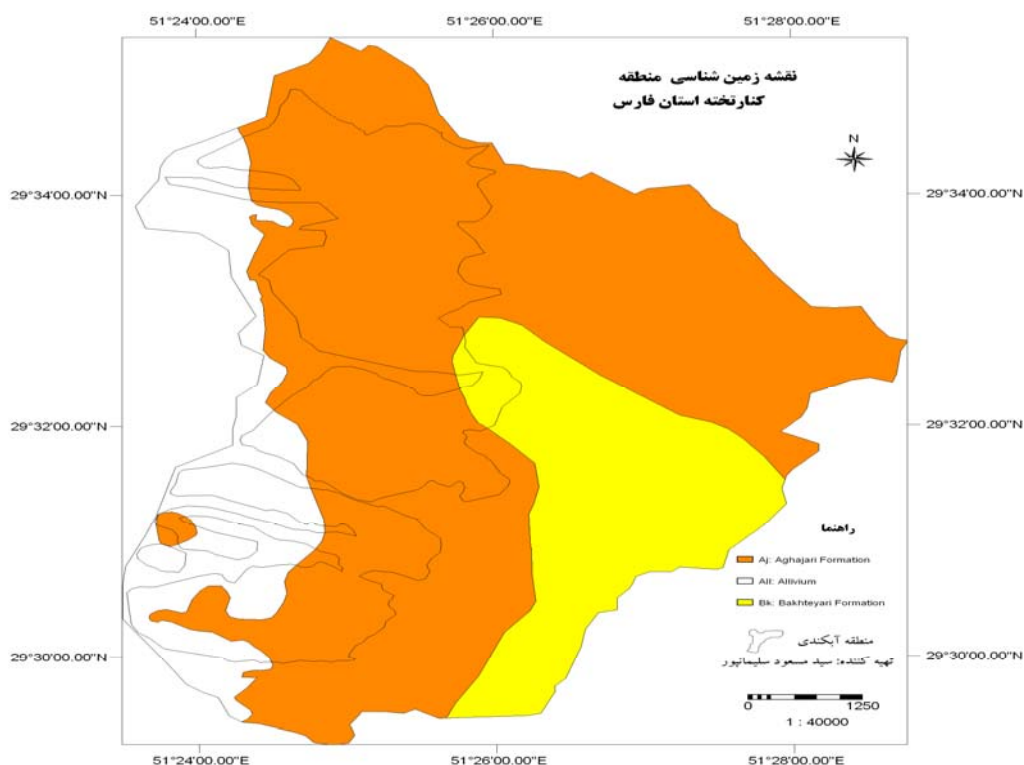 51°24'00.00"E
51°26'00.00"E
51°28'00.00"E
نقشه زمین شناسی منطقه
کنارتخته استان فارس
N
29°34'00.00"N
29°34'00.00"N
29°32'00.00"N
29°32'00.00"N
راهنما
Aj: Aghajari Formation
All: Allivium
Bk: Bakhteyari Formation
منطقه آبکندی
تهیه کننده: سید مسعود سلیمانپور
29°30'00.00"N
29°30'00.00"N
0 1250
1 : 40000
51°24'00.00"E
51°26'00.00"E
51°28'00.00"E